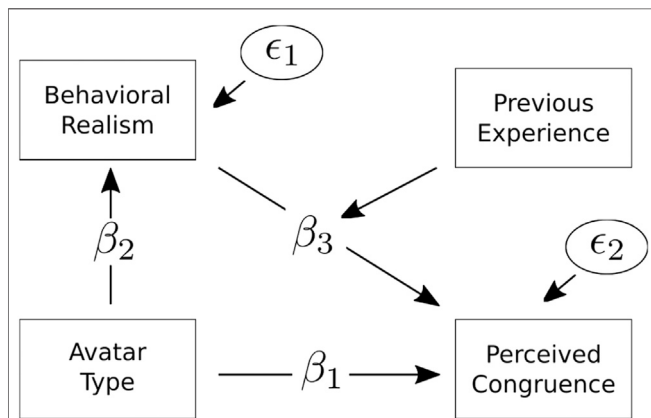 ϵ1
Behavioral
Realism
Previous
Experience
β2
β3
ϵ2
Avatar
Type
β1
Perceived
Congruence